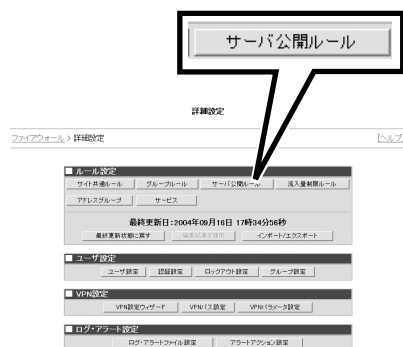 サーバ公開ルール
詳細設定
ファイアウォール > 詳細設定 [ヘルプ]
■ ルール設定
サイト共通ルール グループルール サーバ公開ルール 流入量制限ルール
アドレスグループ サービス
最終更新日:2004年09月16日 17時34分56秒
最終更新状態に戻す 編集結果を適用 インポート/エクスポート
■ ユーザ設定
ユーザ設定 認証設定 ロックアウト設定 グループ設定
■ VPN設定
VPN設定ウィザード VPNパス設定 VPNパラメータ設定
■ ログ・アラート設定
ログ・アラートファイル設定 アラートアクション設定